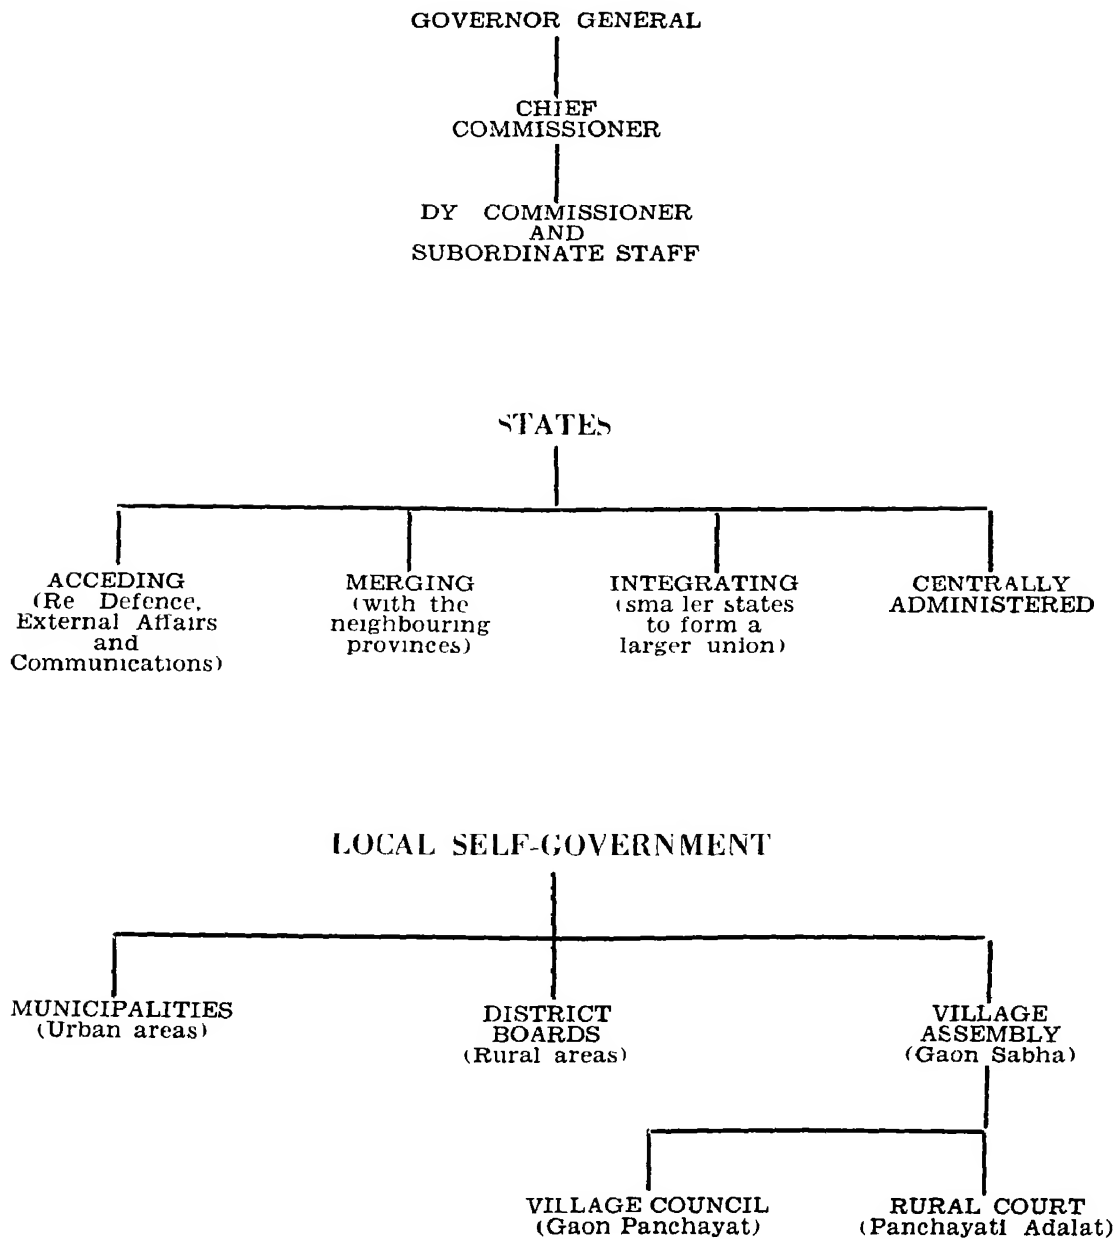 GOVERNOR GENERAL
CHIEF
COMMISSIONER
DY COMMISSIONER
AND
SUBORDINATE STAFF
STATES
ACCEDING
(Re Defence,
External Affairs
and
Communications)
MERGING
(with the
neighbouring
provinces)
INTEGRATING
(sma ler states
to form a
larger union)
CENTRALLY
ADMINISTERED
LOCAL SELF-GOVERNMENT
MUNICIPALITIES
(Urban areas)
DISTRICT
BOARDS
(Rural areas)
VILLAGE
ASSEMBLY
(Gaon Sabha)
VILLAGE COUNCIL
(Gaon Panchayat)
RURAL COURT
(Panchayati Adalat)